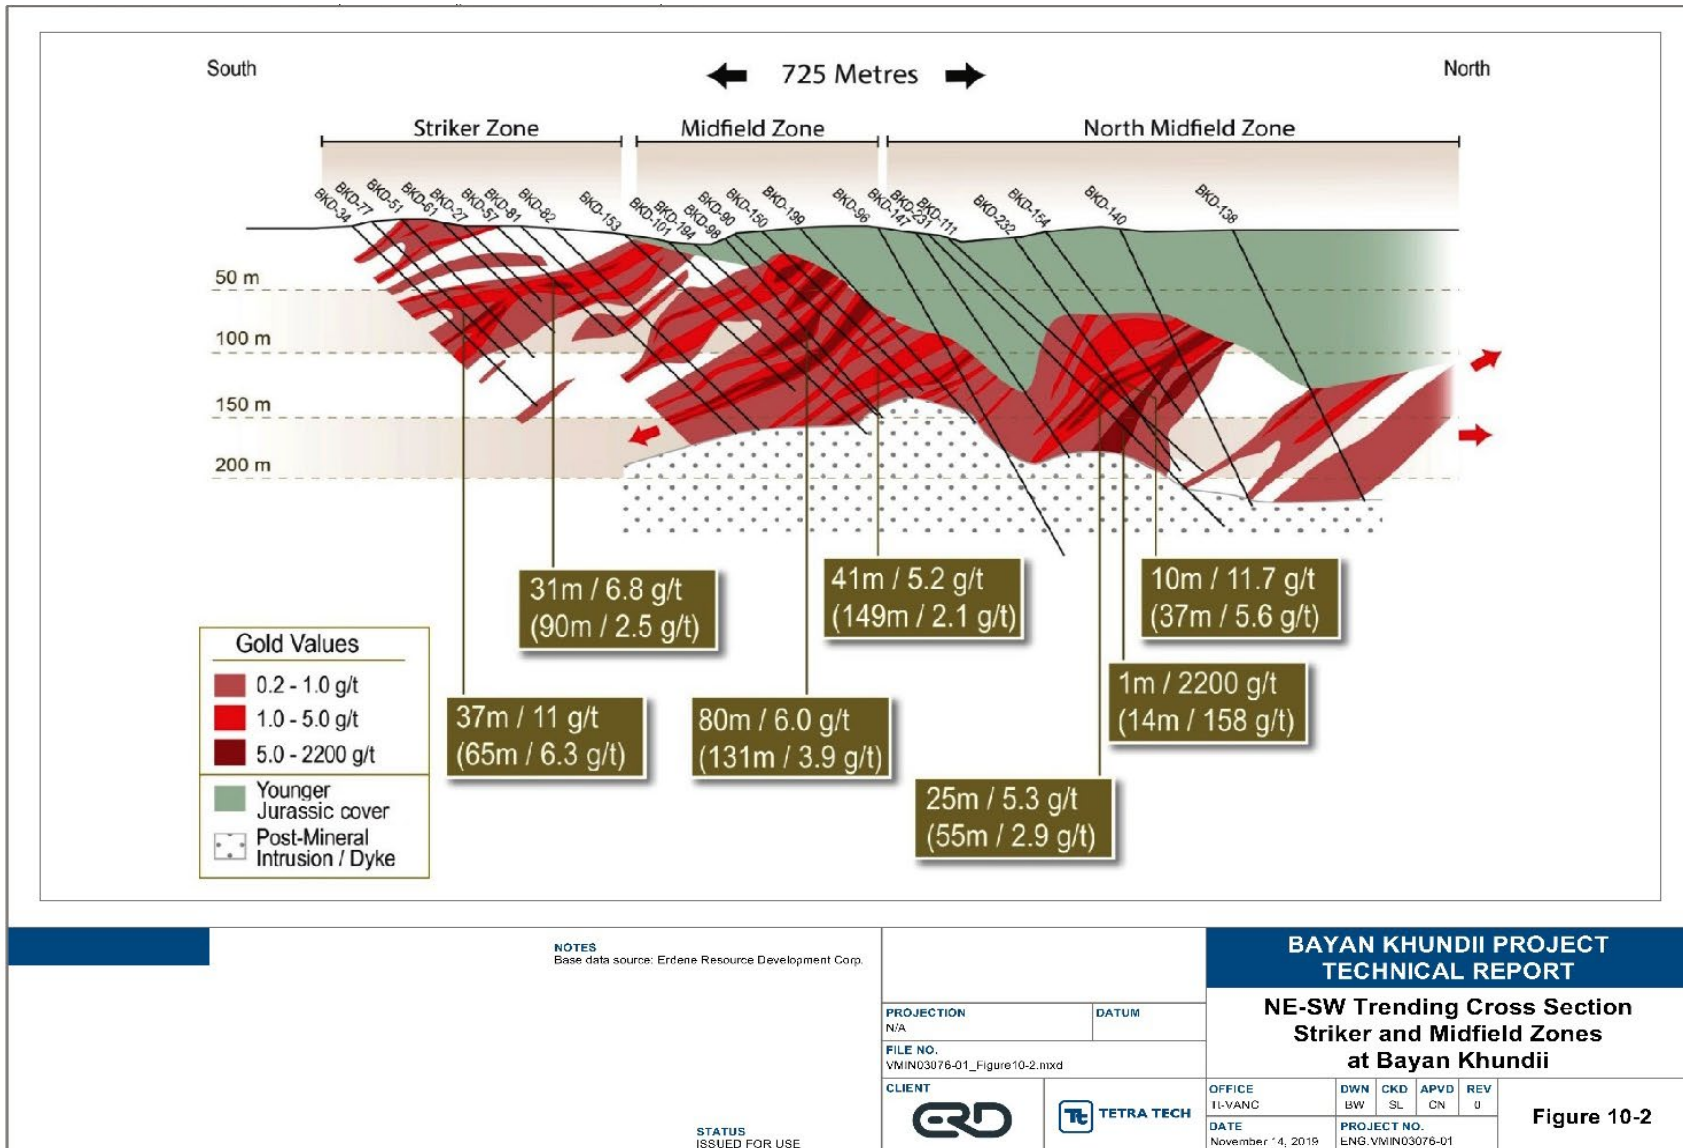 South
725 Metres
North
Striker Zone
Midfield Zone
North Midfield Zone
BKD-34
BKD-77
BKD-51
BKD-61
BKD-27
BKD-57
BKD-81
BKD-82
BKD-153
BKD-101
BKD-194
BKD-98
BKD-90
BKD-150
BKD-199
BKD-96
BKD-147
BKD-231
BKD-111
BKD-232
BKD-154
BKD-140
BKD-138
50 m
100 m
150 m
200 m
31m / 6.8 g/t
(90m / 2.5 g/t)
41m / 5.2 g/t
(149m / 2.1 g/t)
10m / 11.7 g/t
(37m / 5.6 g/t)
37m / 11 g/t
(65m / 6.3 g/t)
80m / 6.0 g/t
(131m / 3.9 g/t)
1m / 2200 g/t
(14m / 158 g/t)
25m / 5.3 g/t
(55m / 2.9 g/t)
Gold Values
0.2 - 1.0 g/t
1.0 - 5.0 g/t
5.0 - 2200 g/t
Younger
Jurassic cover
Post-Mineral
Intrusion / Dyke
NOTES
Base data source: Erdene Resource Development Corp.
STATUS
ISSUED FOR USE
PROJECTION
N/A
DATUM
FILE NO.
VMIN03076-01_Figure10-2.mxd
CLIENT
ERD
Tt TETRA TECH
BAYAN KHUNDII PROJECT
TECHNICAL REPORT
NE-SW Trending Cross Section
Striker and Midfield Zones
at Bayan Khundii
OFFICE
Tt-VANC
DWN
BW
CKD
SL
APVD
CN
REV
0
DATE
November 14, 2019
PROJECT NO.
ENG.VMIN03076-01
Figure 10-2